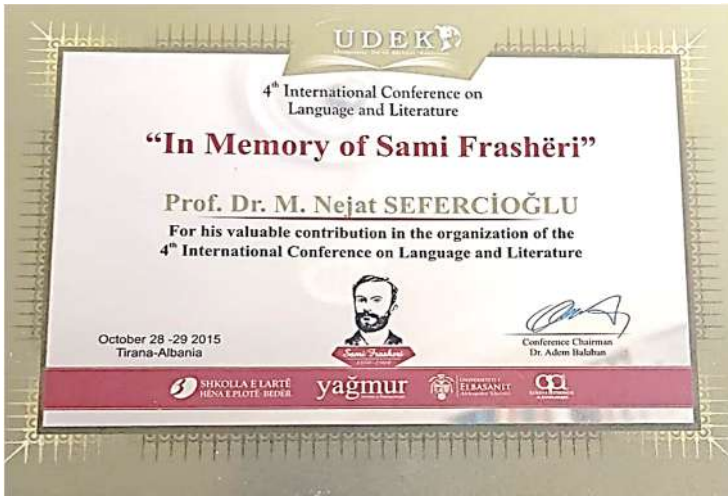 UDEK
4th International Conference on
Language and Literature
“In Memory of Sami Frashëri”
Prof. Dr. M. Nejat SEFERCİOĞLU
For his valuable contribution in the organization of the
4th International Conference on Language and Literature
October 28 -29 2015
Tirana-Albania
Sami Frasheri
Conference Chairman
Dr. Adem Balaban
SHKOLLA E LARTË
HËNA E PLOTË- BEDËR
yağmur
UNIVERSITETI I
ELBASANIT